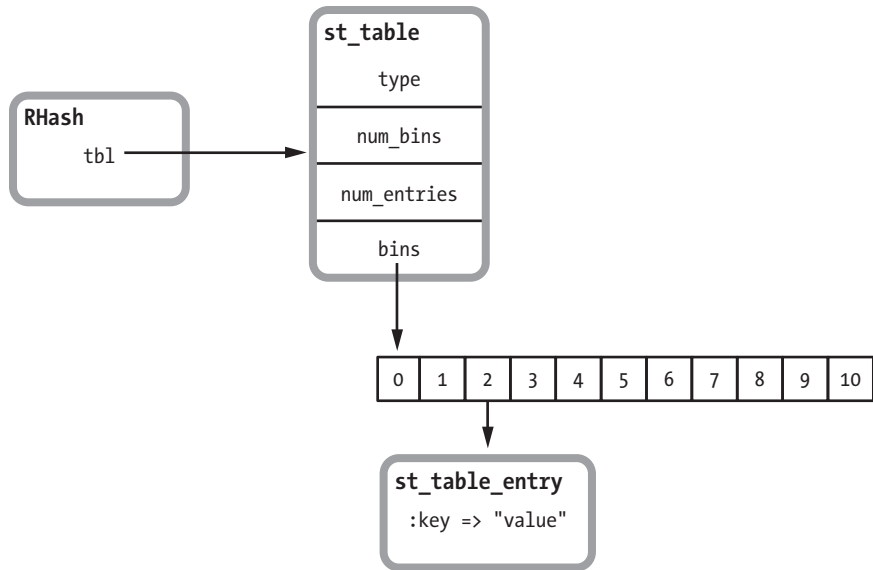 st_table
type
num_bins
num_entries
bins
RHash
tbl
0 1 2 3 4 5 6 7 8 9 10
st_table_entry
:key => "value"